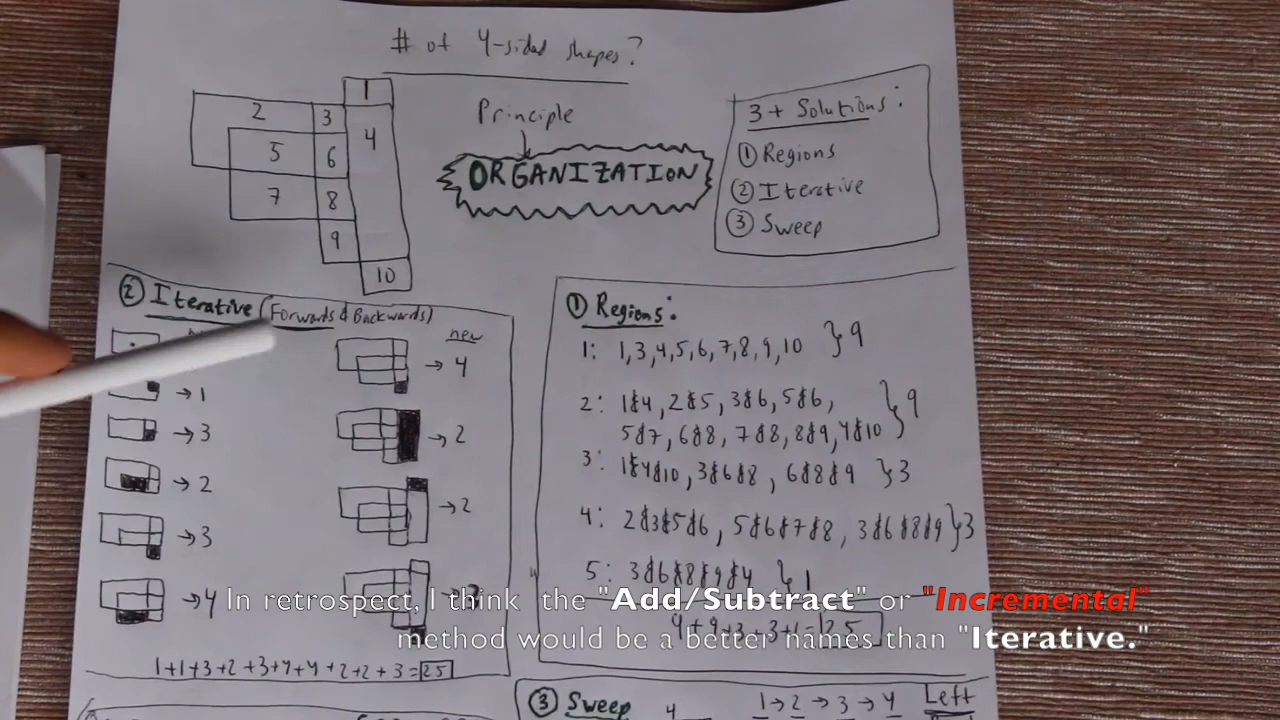 # of 4-sided shapes?
1
2
3
4
5
6
7
8
9
10
Principle
ORGANIZATION
3+ Solutions:
① Regions
② Iterative
③ Sweep
② Iterative (Forwards & Backwards)
new
→ 1
→ 3
→ 2
→ 3
→ 4
→ 4
→ 2
→ 2
1+1+3+2+3+4+4+2+2+3=25
① Regions:
1: 1,3,4,5,6,7,8,9,10 } 9
2: 1&4, 2&5, 3&6, 5&6,
5&7, 6&8, 7&8, 8&9, 4&10 } 9
3: 1&4&10, 3&6&8, 6&8&9 } 3
4: 2&3&5&6, 5&6&7&8, 3&6&8&9 } 3
5: 3&6&8&9&4 } 1
9+9+3+3+1=25
In retrospect, I think the "Add/Subtract" or "Incremental"
method would be a better names than "Iterative."
③ Sweep
4
1→2→3→4 Left